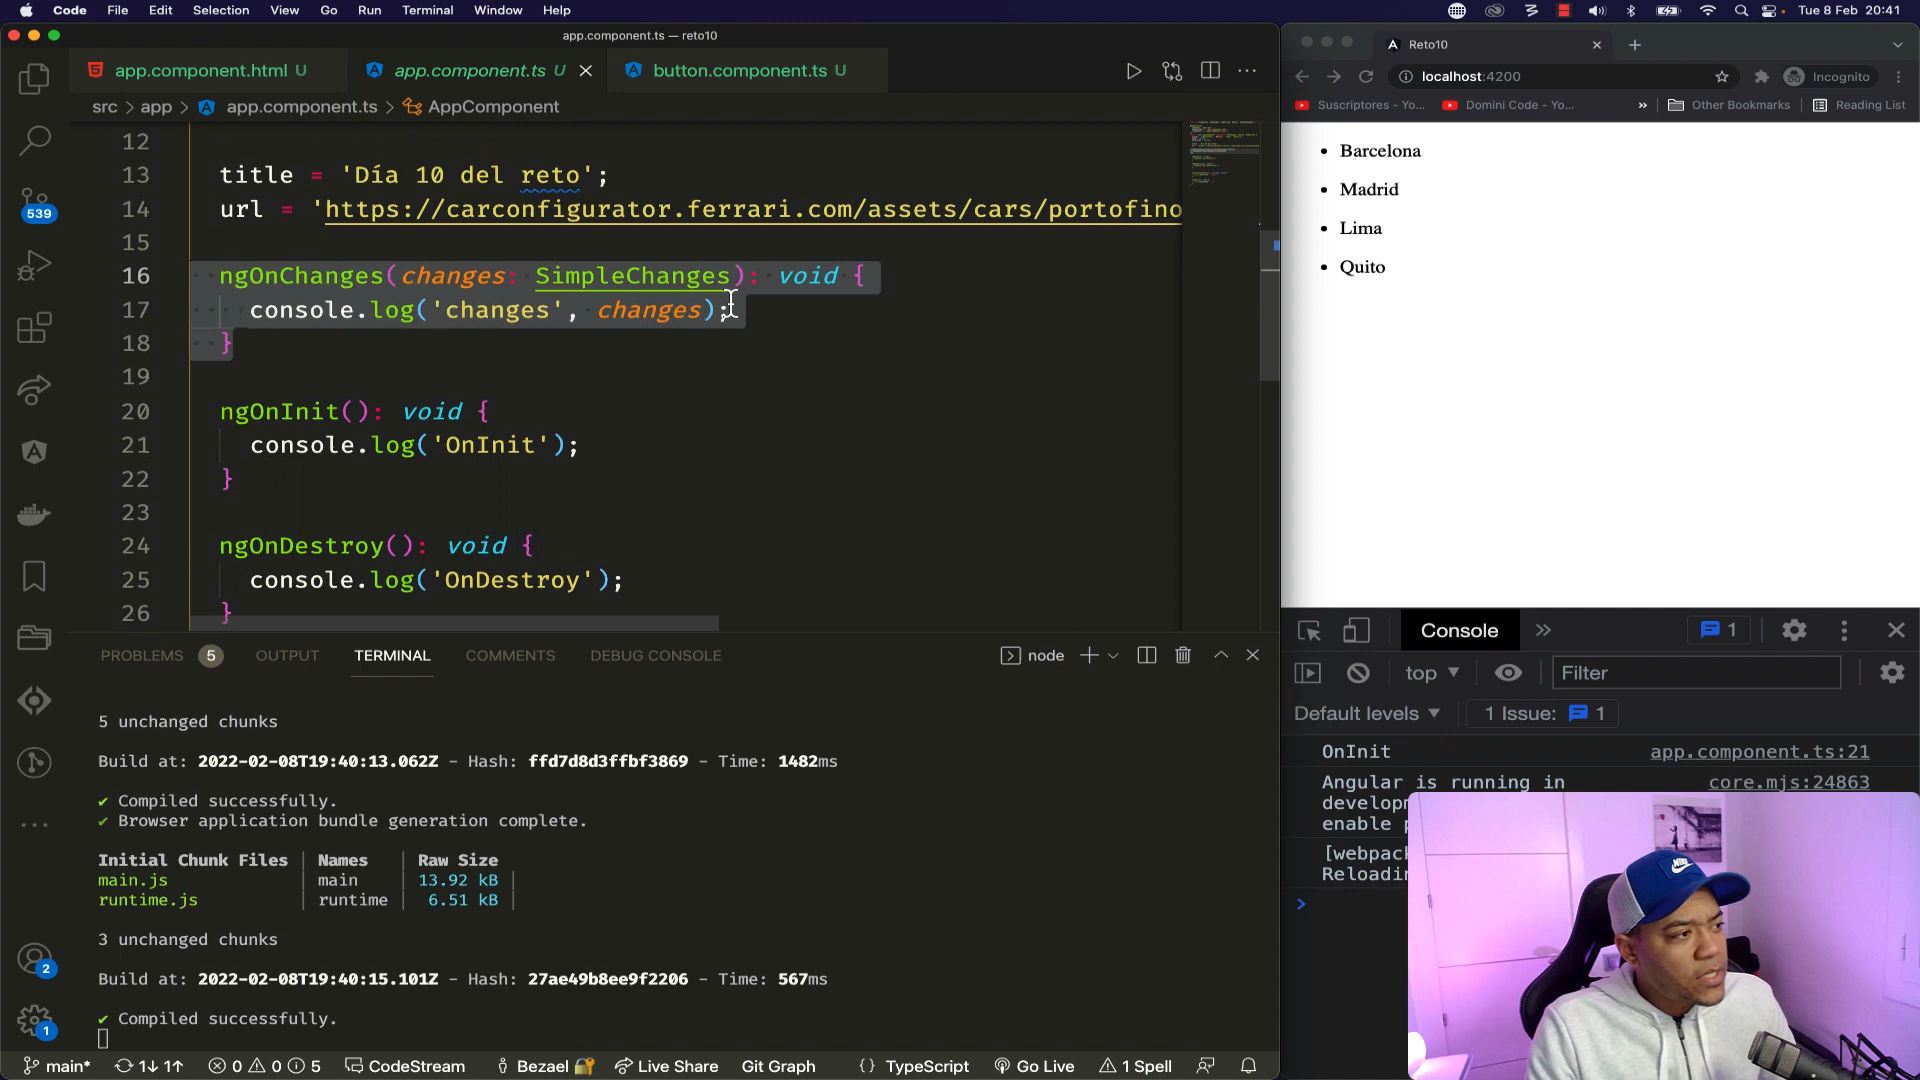 Code File Edit Selection View Go Run Terminal Window Help Tue 8 Feb 20:41
app.component.ts — reto10
app.component.html U app.component.ts U button.component.ts U
src > app > app.component.ts > AppComponent
12
13 title = 'Día 10 del reto';
14 url = 'https://carconfigurator.ferrari.com/assets/cars/portofino
15
16 ngOnChanges(changes: SimpleChanges): void {
17 console.log('changes', changes);
18 }
19
20 ngOnInit(): void {
21 console.log('OnInit');
22 }
23
24 ngOnDestroy(): void {
25 console.log('OnDestroy');
26 }
539
2
1
PROBLEMS 5 OUTPUT TERMINAL COMMENTS DEBUG CONSOLE node
5 unchanged chunks
Build at: 2022-02-08T19:40:13.062Z - Hash: ffd7d8d3ffbf3869 - Time: 1482ms
✔ Compiled successfully.
✔ Browser application bundle generation complete.
Initial Chunk Files | Names | Raw Size
main.js | main | 13.92 kB |
runtime.js | runtime | 6.51 kB |
3 unchanged chunks
Build at: 2022-02-08T19:40:15.101Z - Hash: 27ae49b8ee9f2206 - Time: 567ms
✔ Compiled successfully.
main* 1↓ 1↑ 0 0 5 CodeStream Bezael Live Share Git Graph {} TypeScript Go Live 1 Spell
Reto10
localhost:4200 Incognito
Suscriptores - Yo... Domini Code - Yo... » Other Bookmarks Reading List
• Barcelona
• Madrid
• Lima
• Quito
Console » 1
top Filter
Default levels 1 Issue: 1
OnInit app.component.ts:21
Angular is running in core.mjs:24863
developm
enable
[webpack
Reloadin
>